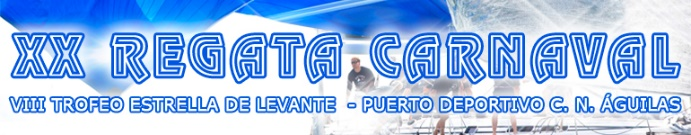 XX REGATA CARNAVAL
VIII TROFEO ESTRELLA DE LEVANTE - PUERTO DEPORTIVO C. N. ÁGUILAS